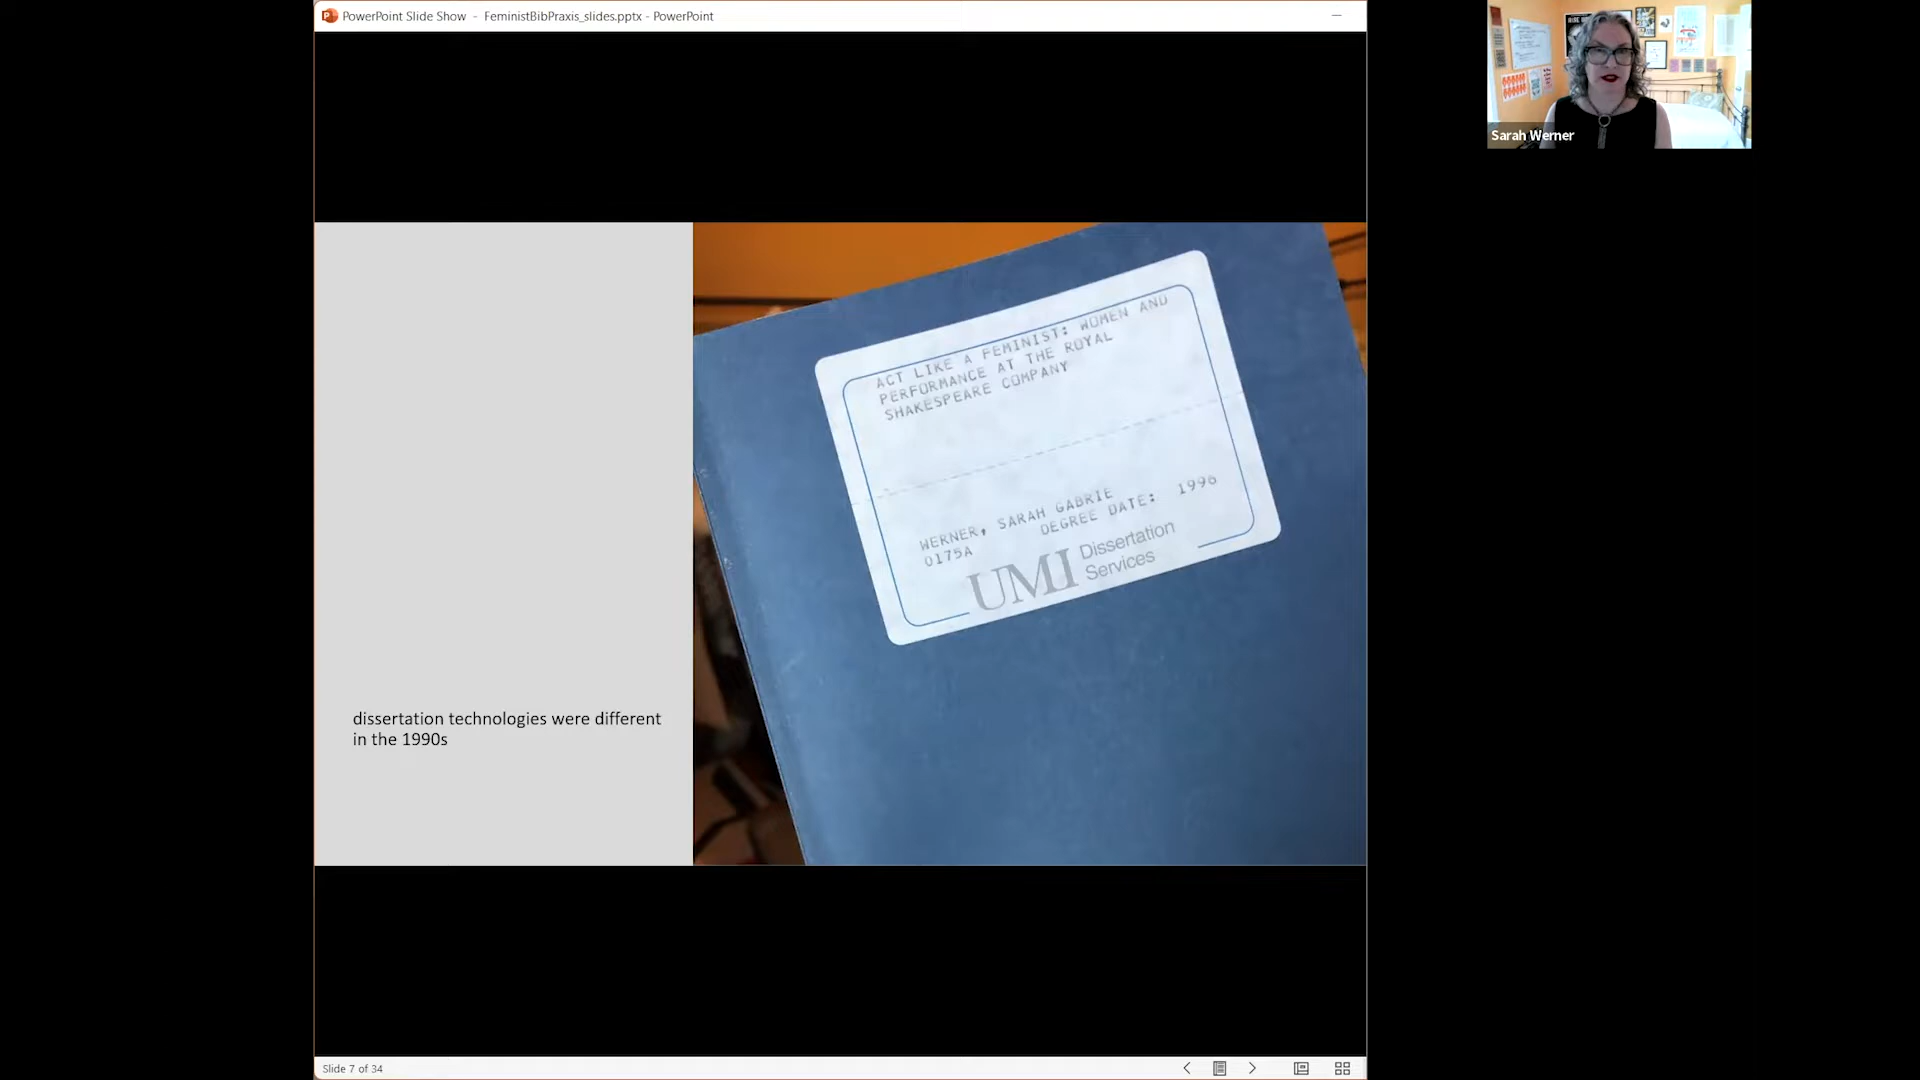 PowerPoint Slide Show - FeministBibPraxis_slides.pptx - PowerPoint
Sarah Werner
ACT LIKE A FEMINIST: WOMEN AND
PERFORMANCE AT THE ROYAL
SHAKESPEARE COMPANY
WERNER, SARAH GABRIE
0175A DEGREE DATE: 1996
UMI Dissertation
Services
dissertation technologies were different
in the 1990s
Slide 7 of 34